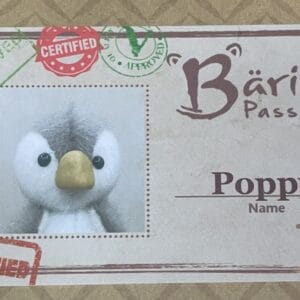 CERTIFIED
APPROVED
Bäri
Pass
Popp
Name